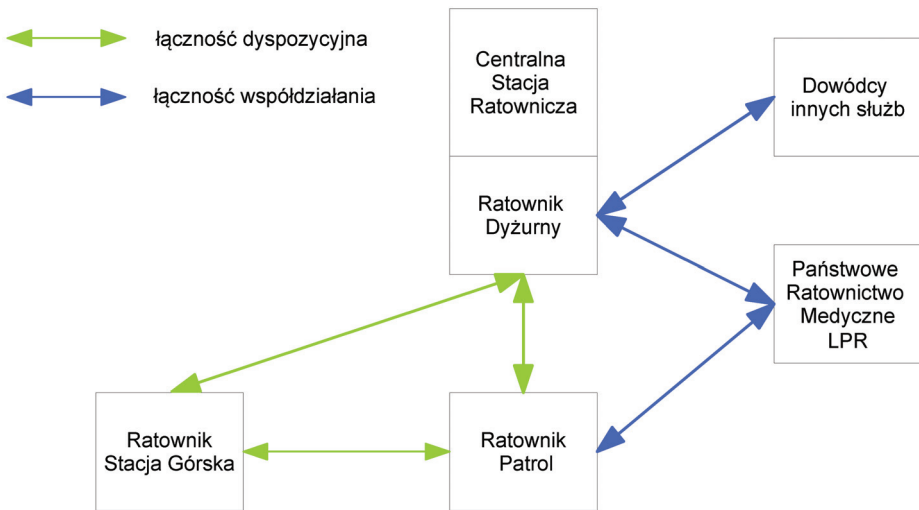 łączność dyspozycyjna
łączność współdziałania
Centralna
Stacja
Ratownicza
Ratownik
Dyżurny
Dowódcy
innych służb
Państwowe
Ratownictwo
Medyczne
LPR
Ratownik
Stacja Górska
Ratownik
Patrol